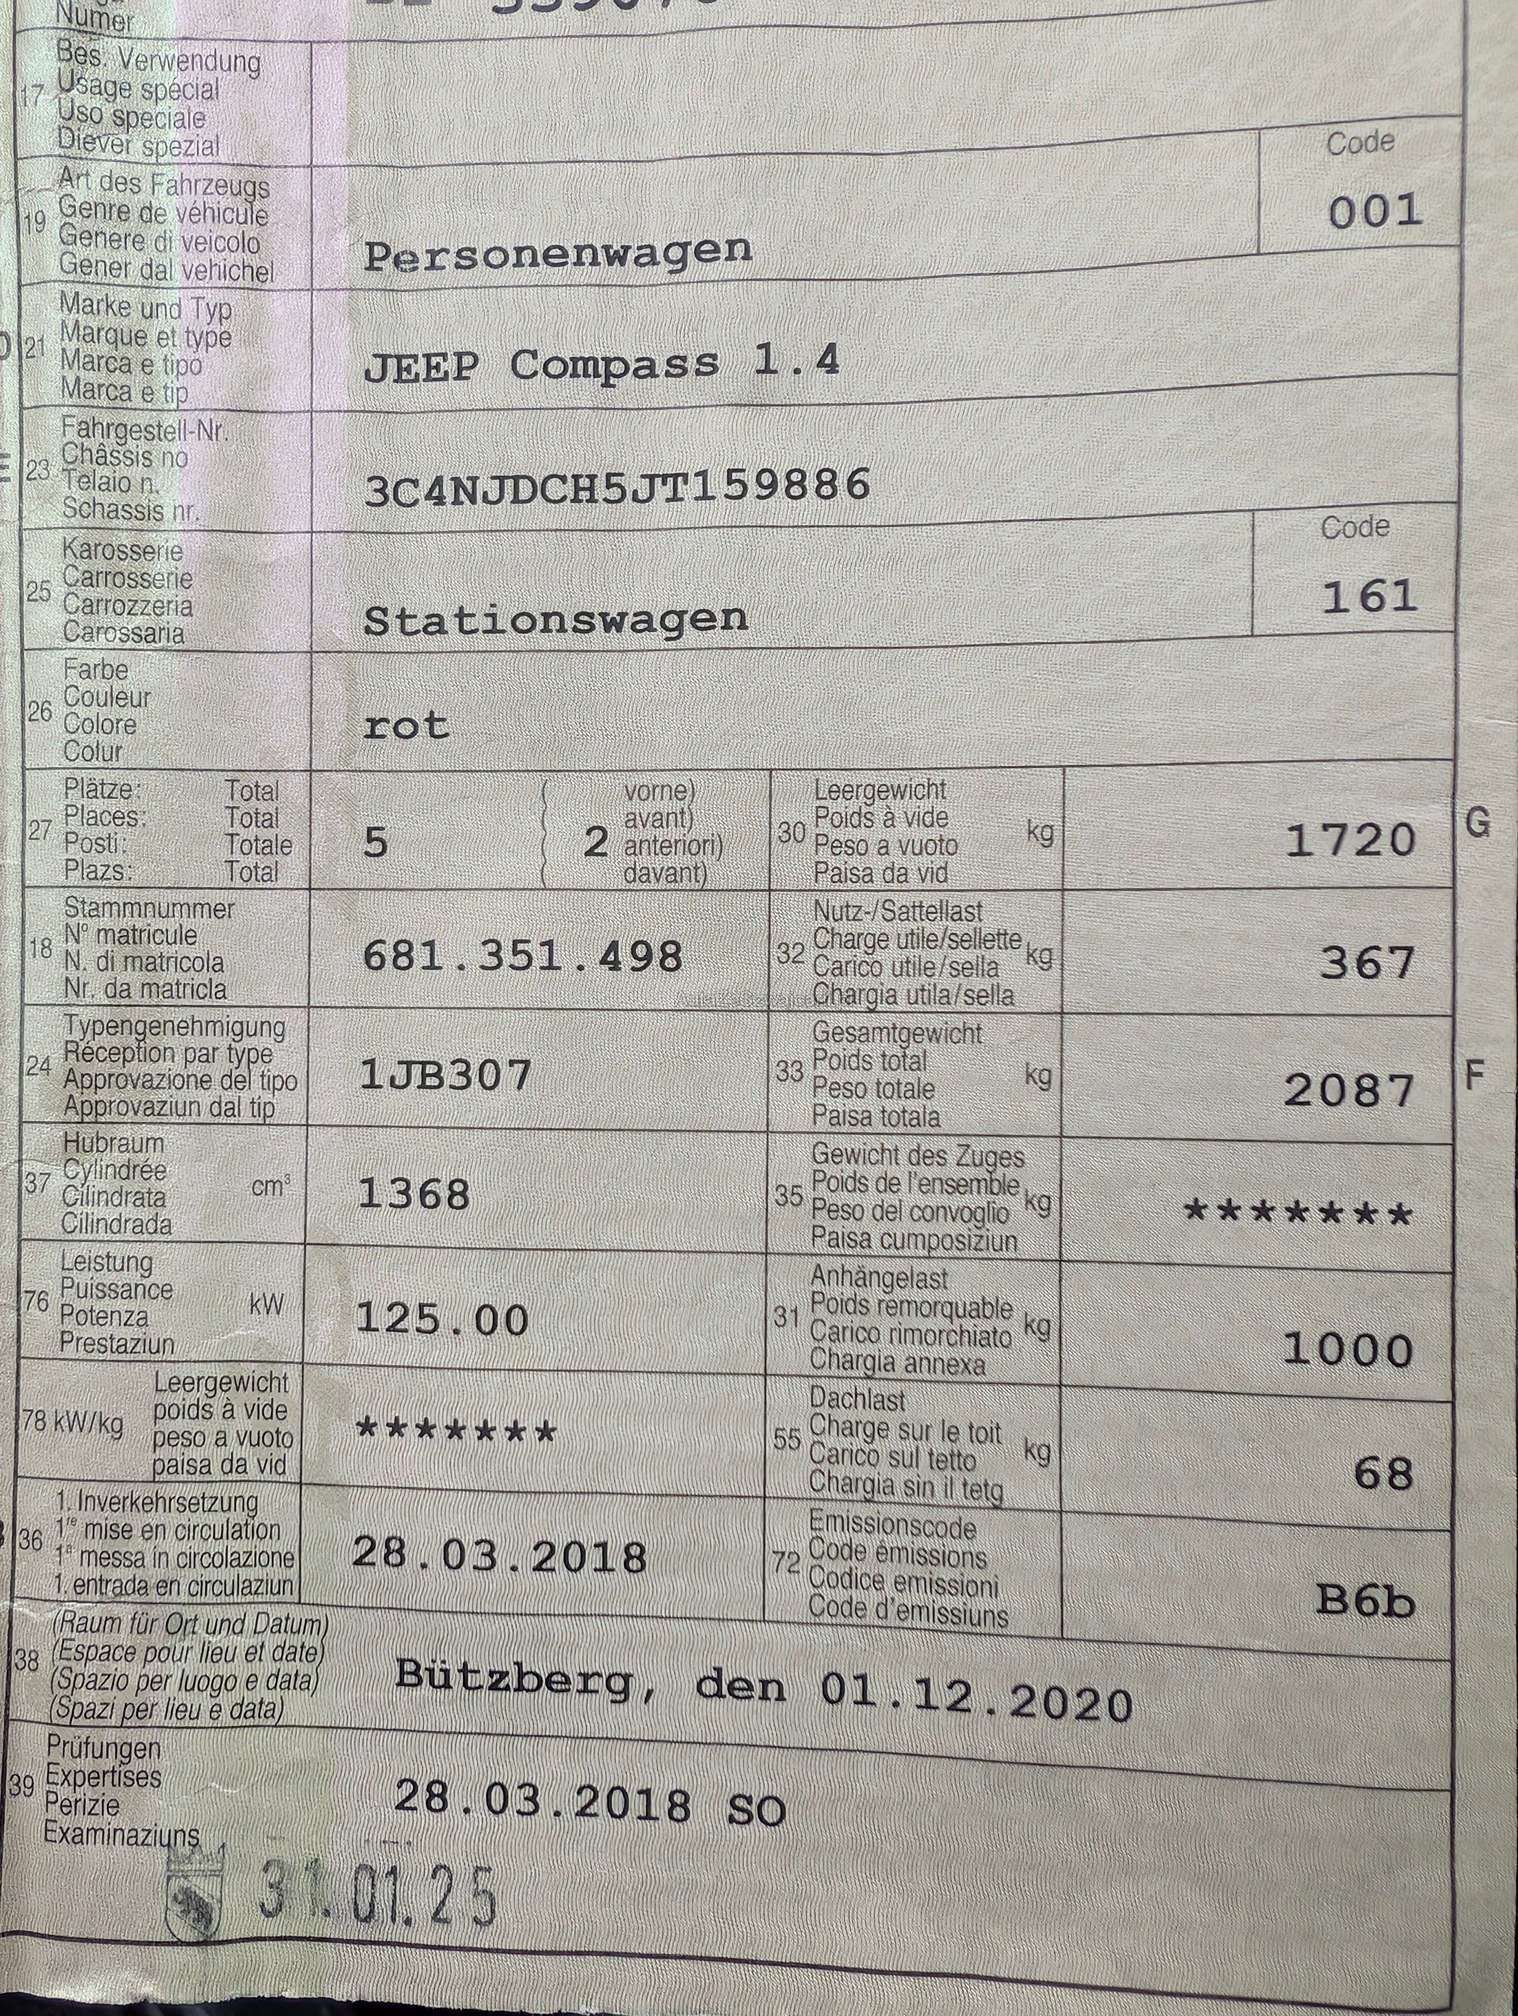 Numer
17 Bes. Verwendung
Usage spécial
Uso speciale
Diever spezial
19 Art des Fahrzeugs
Genre de véhicule
Genere di veicolo
Gener dal vehichel
Personenwagen
Code
001
21 Marke und Typ
Marque et type
Marca e tipo
Marca e tip
JEEP Compass 1.4
23 Fahrgestell-Nr.
Châssis no
Telaio n.
Schassis nr.
3C4NJDCH5JT159886
25 Karosserie
Carrosserie
Carrozzeria
Carossaria
Stationswagen
Code
161
26 Farbe
Couleur
Colore
Colur
rot
27 Plätze: Total
Places: Total
Posti: Totale
Plazs: Total
5
( vorne)
( avant)
( 2 anteriori)
( davant)
30 Leergewicht
Poids à vide
Peso a vuoto
Paisa da vid
kg
1720
G
18 Stammnummer
N° matricule
N. di matricola
Nr. da matricla
681.351.498
32 Nutz-/Sattellast
Charge utile/sellette
Carico utile/sella
Chargia utila/sella
kg
367
24 Typengenehmigung
Réception par type
Approvazione del tipo
Approvaziun dal tip
1JB307
33 Gesamtgewicht
Poids total
Peso totale
Paisa totala
kg
2087
F
37 Hubraum
Cylindrée
Cilindrata
Cilindrada
cm³
1368
35 Gewicht des Zuges
Poids de l'ensemble
Peso del convoglio
Paisa cumposiziun
kg
*******
76 Leistung
Puissance
Potenza
Prestaziun
kW
125.00
31 Anhängelast
Poids remorquable
Carico rimorchiato
Chargia annexa
kg
1000
78 kW/kg
Leergewicht
poids à vide
peso a vuoto
paisa da vid
*******
55 Dachlast
Charge sur le toit
Carico sul tetto
Chargia sin il tetg
kg
68
36 1. Inverkehrsetzung
1re mise en circulation
1a messa in circolazione
1. entrada en circulaziun
28.03.2018
72 Emissionscode
Code émissions
Codice emissioni
Code d'emissiuns
B6b
38 (Raum für Ort und Datum)
(Espace pour lieu et date)
(Spazio per luogo e data)
(Spazi per lieu e data)
Bützberg, den 01.12.2020
39 Prüfungen
Expertises
Perizie
Examinaziuns
28.03.2018 SO
31.01.25